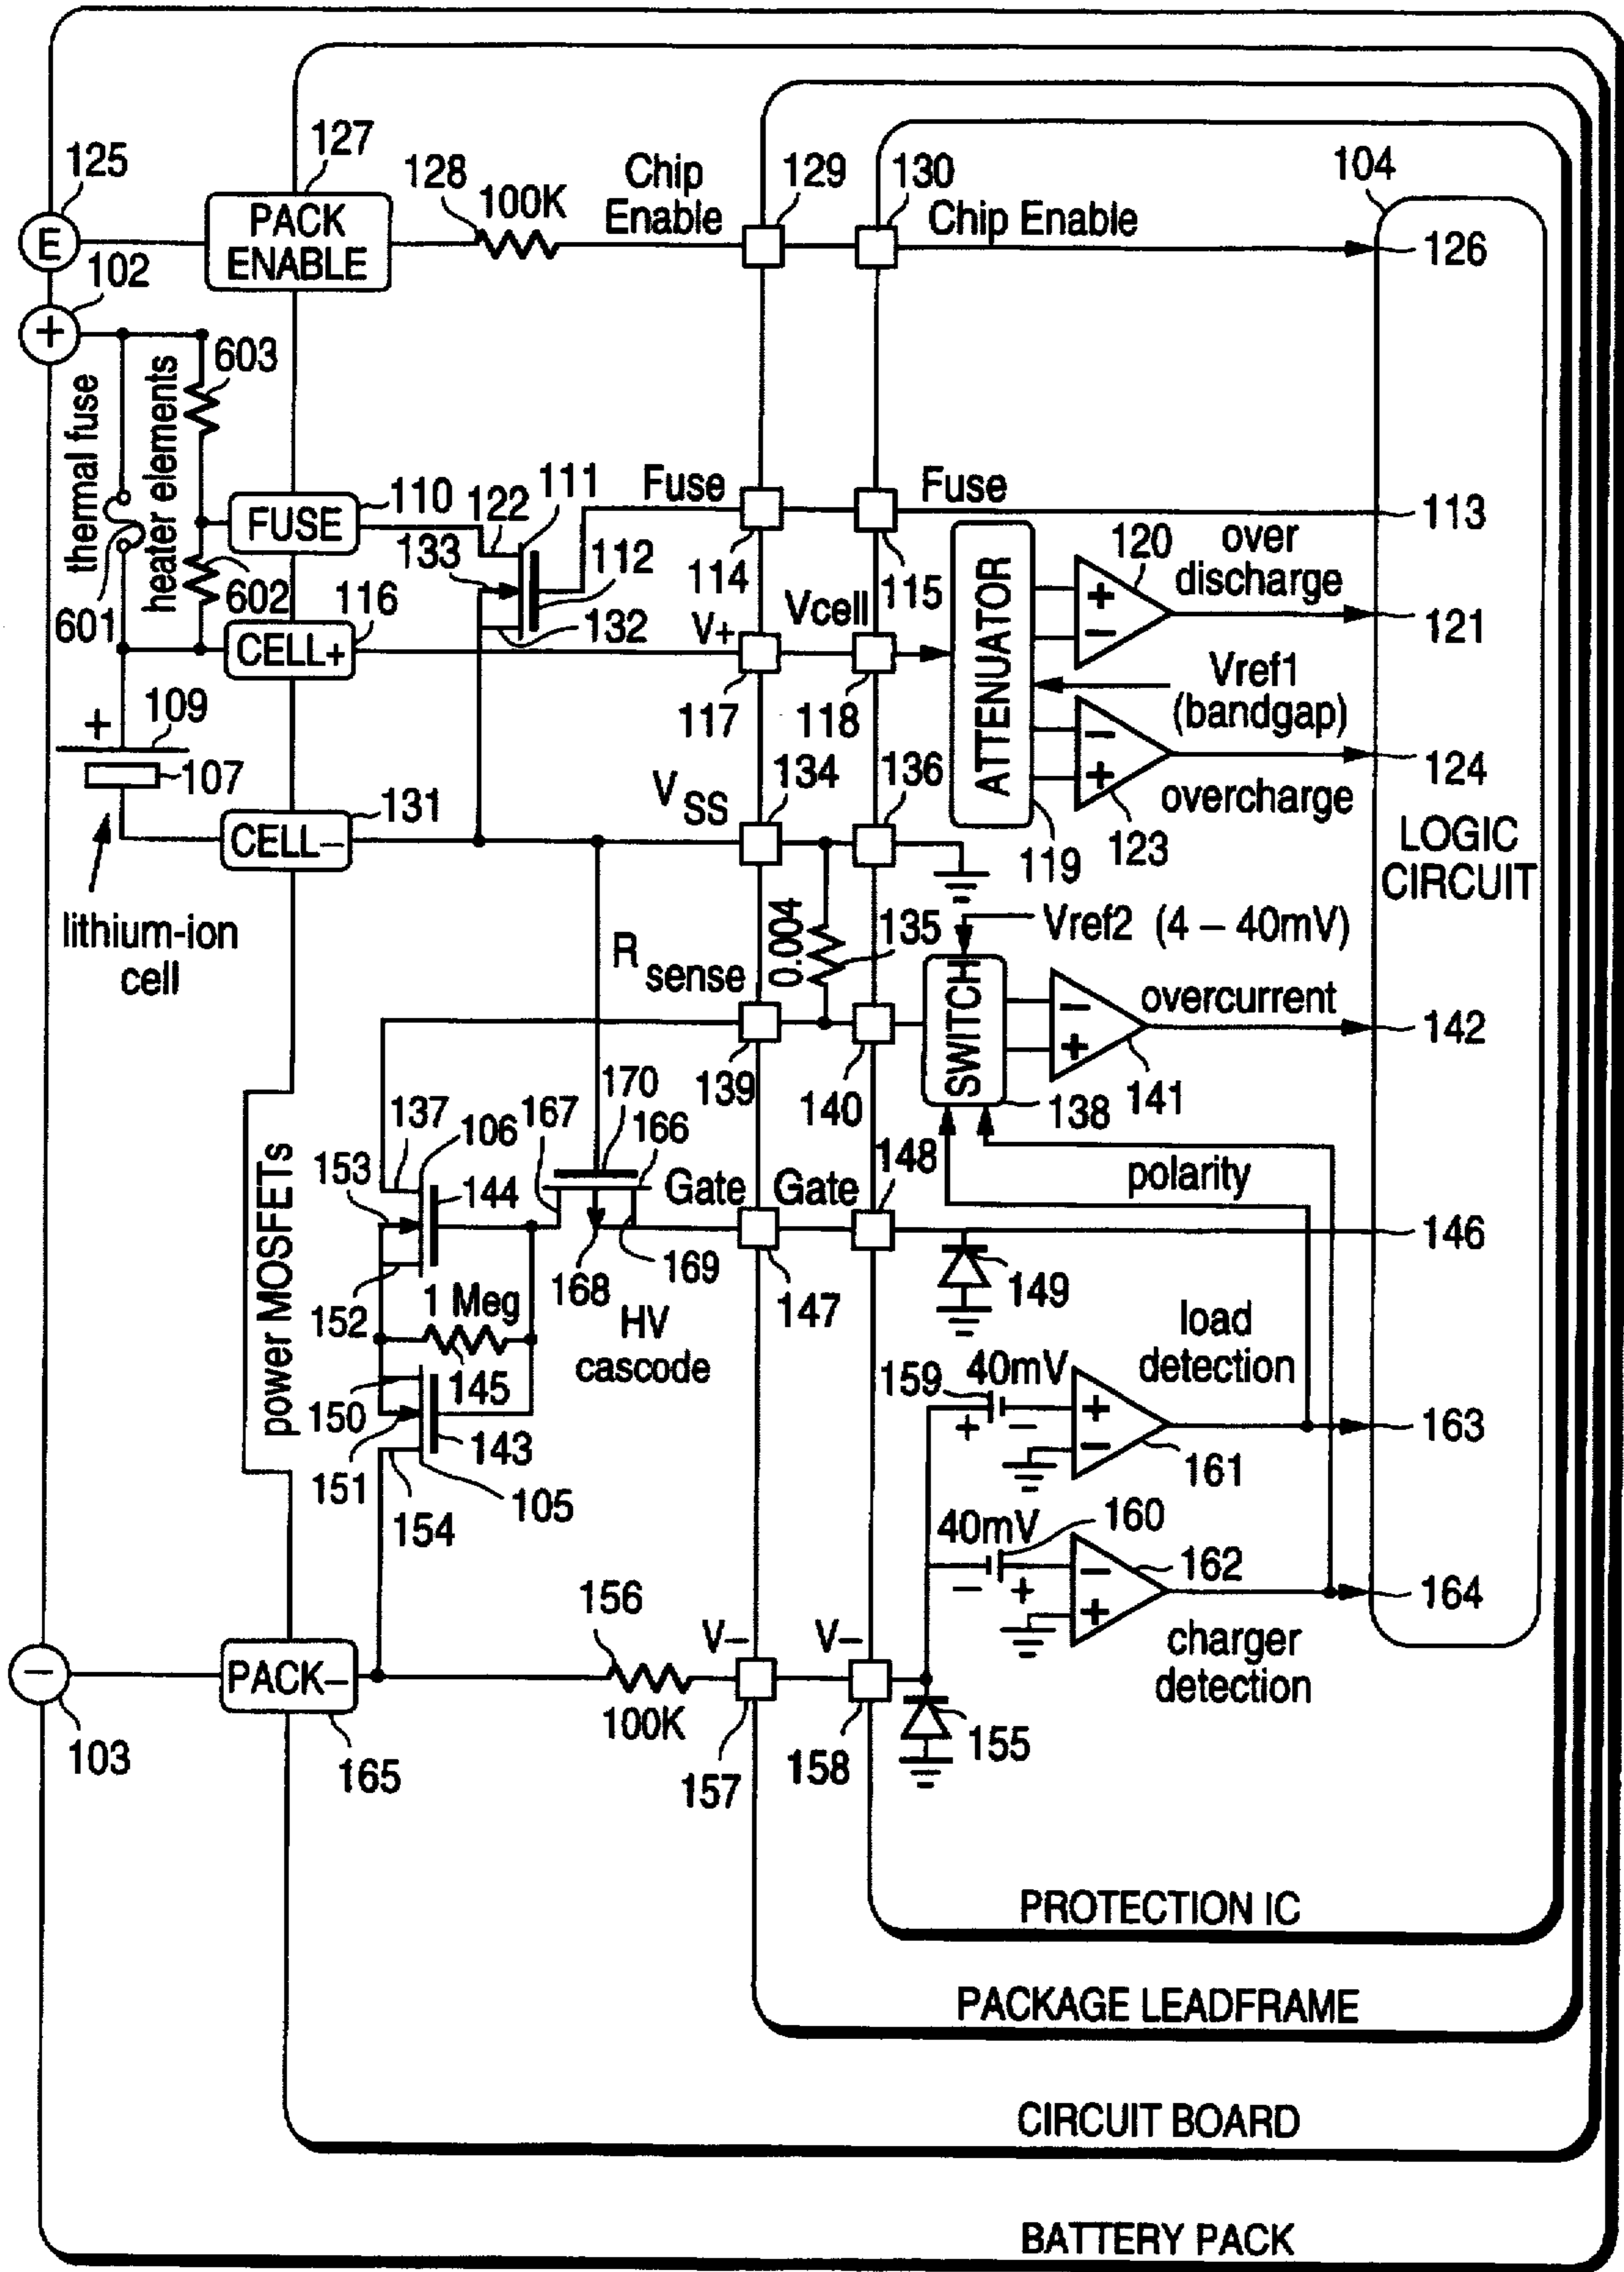 125
127
128
100K
Chip
Enable
129
130
Chip Enable
104
E
PACK
ENABLE
126
102
+
603
thermal fuse
heater elements
FUSE
110
122
111
Fuse
Fuse
113
133
112
114
115
120
over
discharge
601
602
116
132
V+
Vcell
ATTENUATOR
+
−
121
CELL+
117
118
Vref1
(bandgap)
+
109
107
134
136
−
+
124
overcharge
VSS
131
CELL−
119
123
LOGIC
CIRCUIT
lithium-ion
cell
Rsense
0.004
135
Vref2 (4 – 40mV)
SWITCH
−
+
overcurrent
142
139
140
138
141
power MOSFETs
137
106
167
170
166
148
polarity
153
144
Gate
Gate
146
168
169
147
149
152
1 Meg
HV
cascode
load
detection
145
150
159
40mV
+
−
+
−
163
143
151
161
105
154
40mV
160
−
+
−
+
162
164
156
V−
V−
charger
detection
−
PACK−
100K
103
165
157
158
155
PROTECTION IC
PACKAGE LEADFRAME
CIRCUIT BOARD
BATTERY PACK